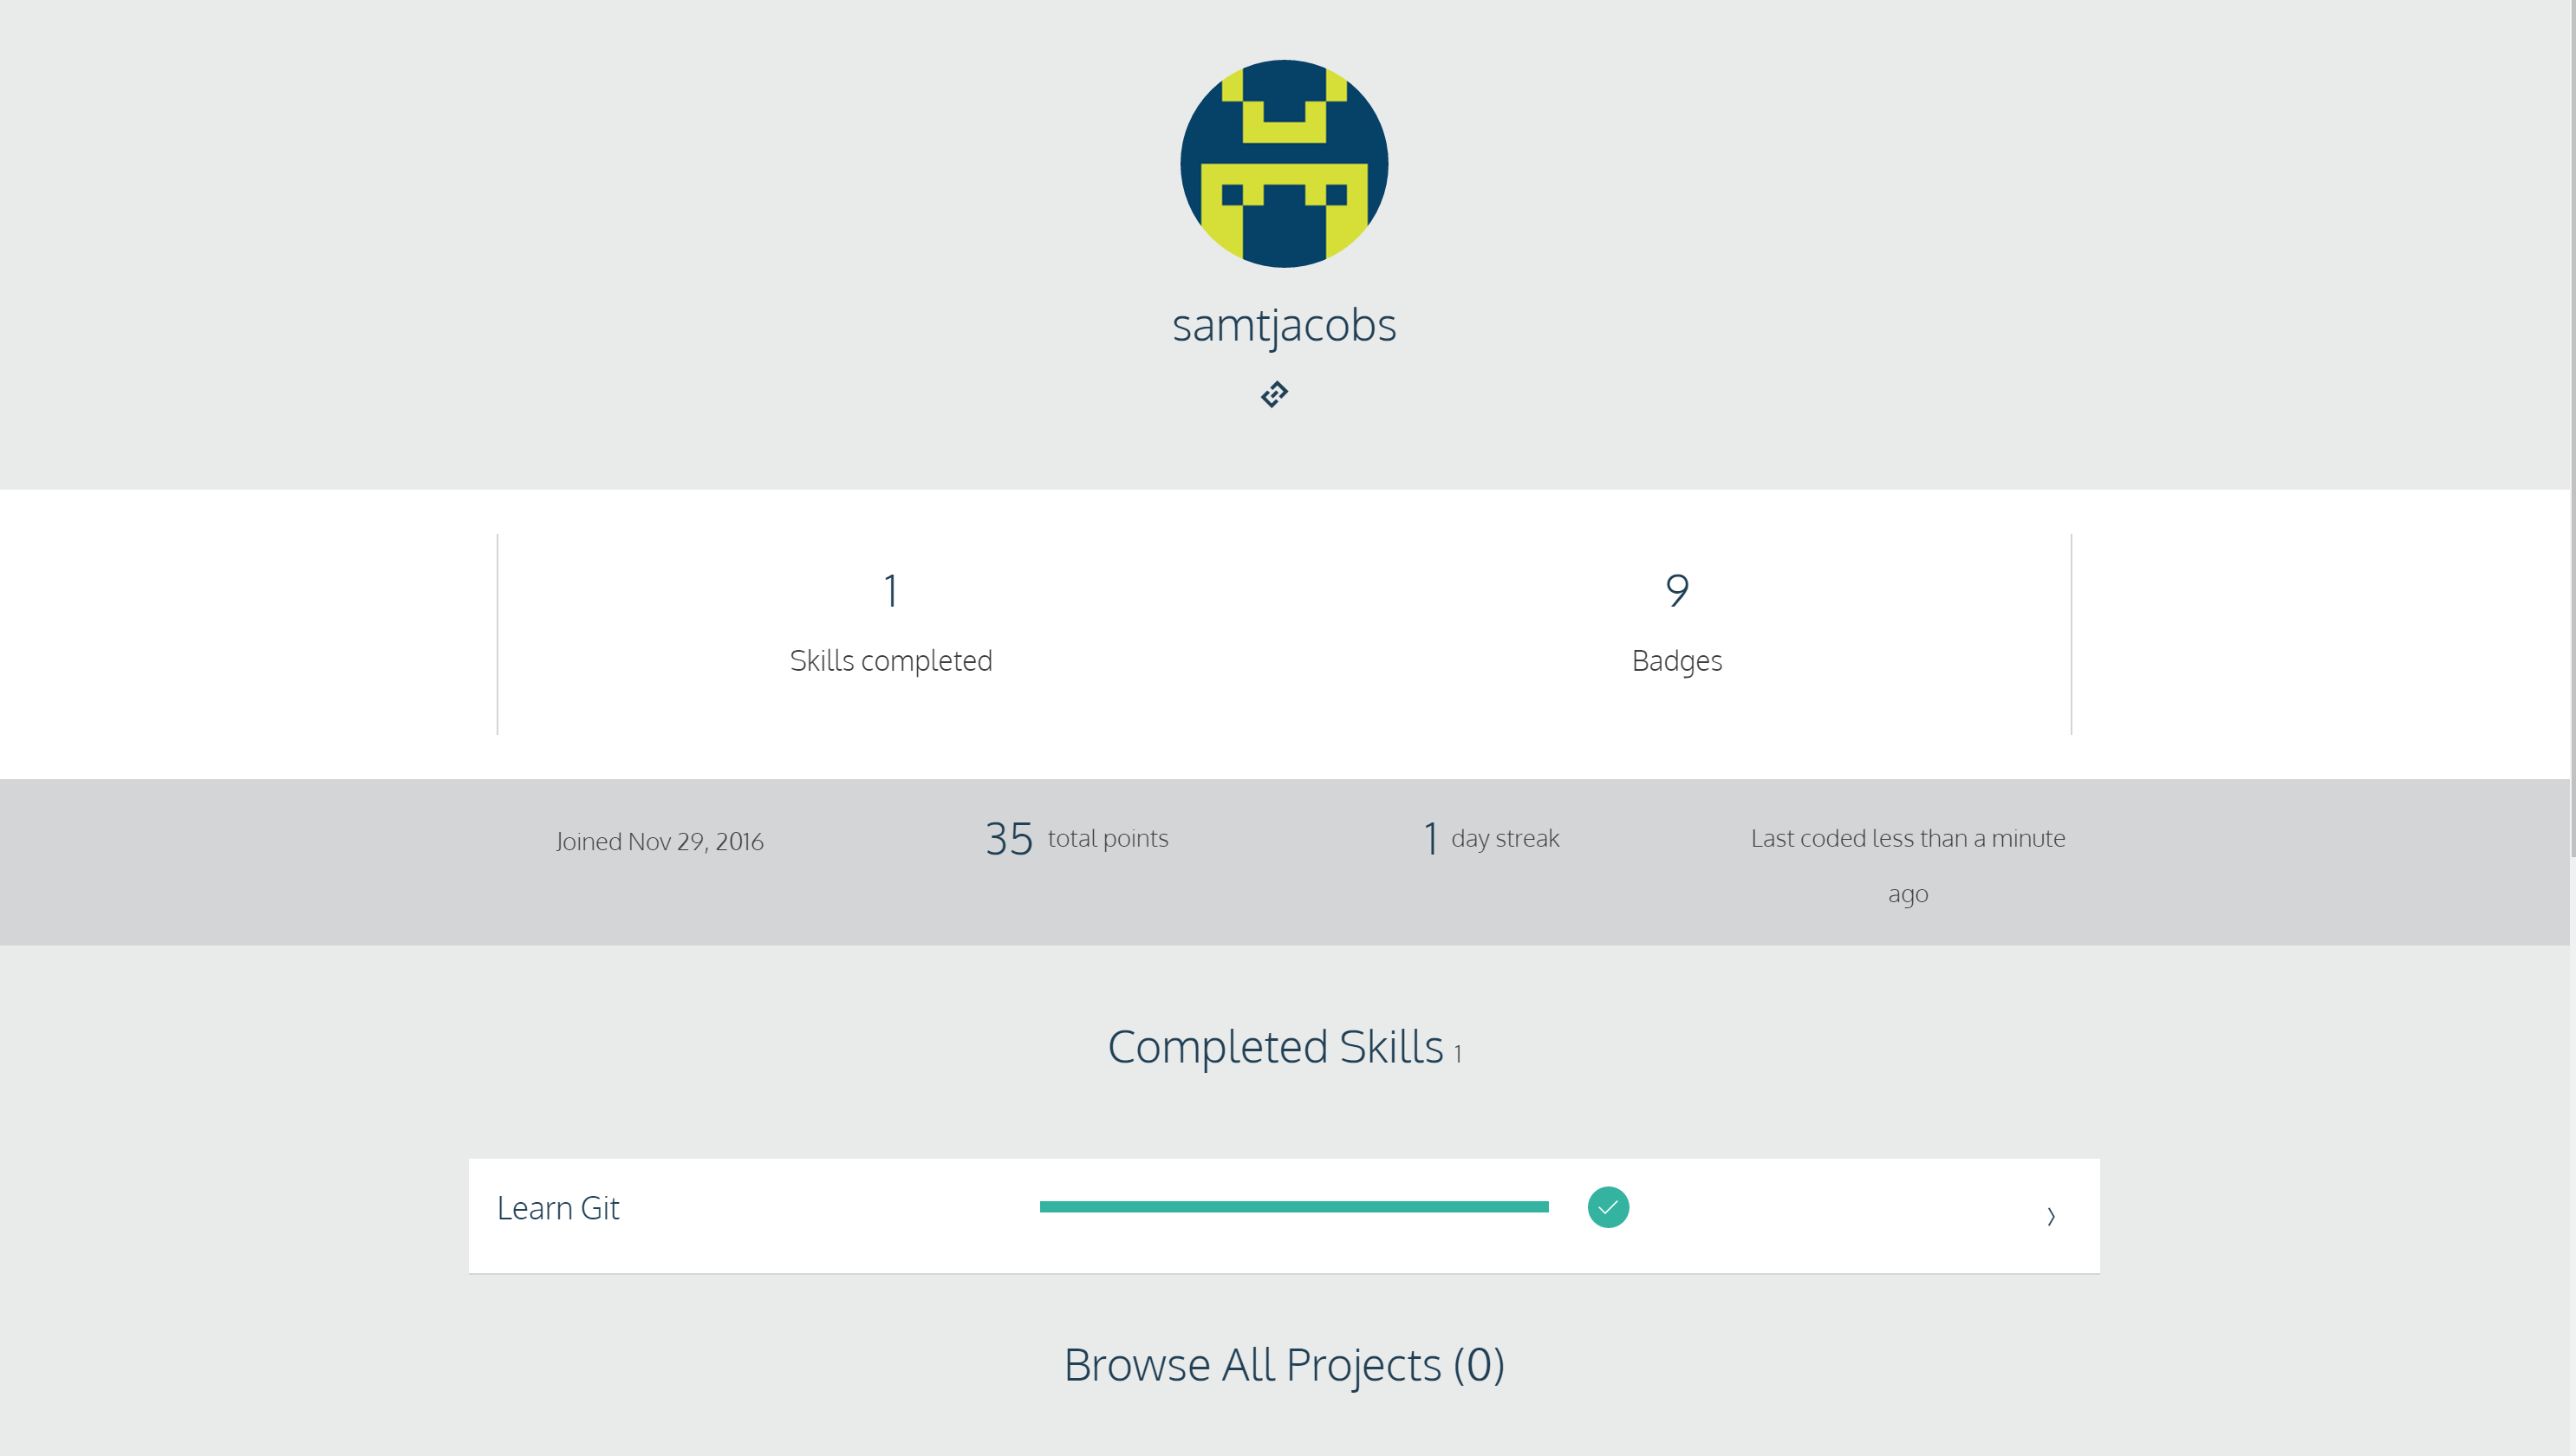 samtjacobs
1
Skills completed
9
Badges
Joined Nov 29, 2016
35 total points
1 day streak
Last coded less than a minute
ago
Completed Skills 1
Learn Git
Browse All Projects (0)